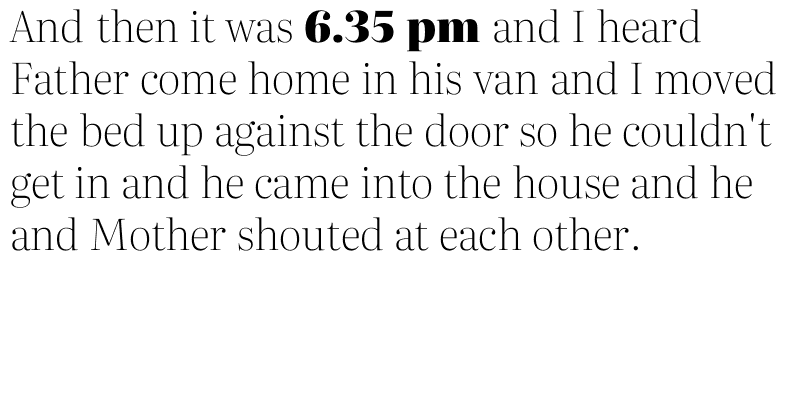 And then it was 6.35 pm and I heard
Father come home in his van and I moved
the bed up against the door so he couldn't
get in and he came into the house and he
and Mother shouted at each other.